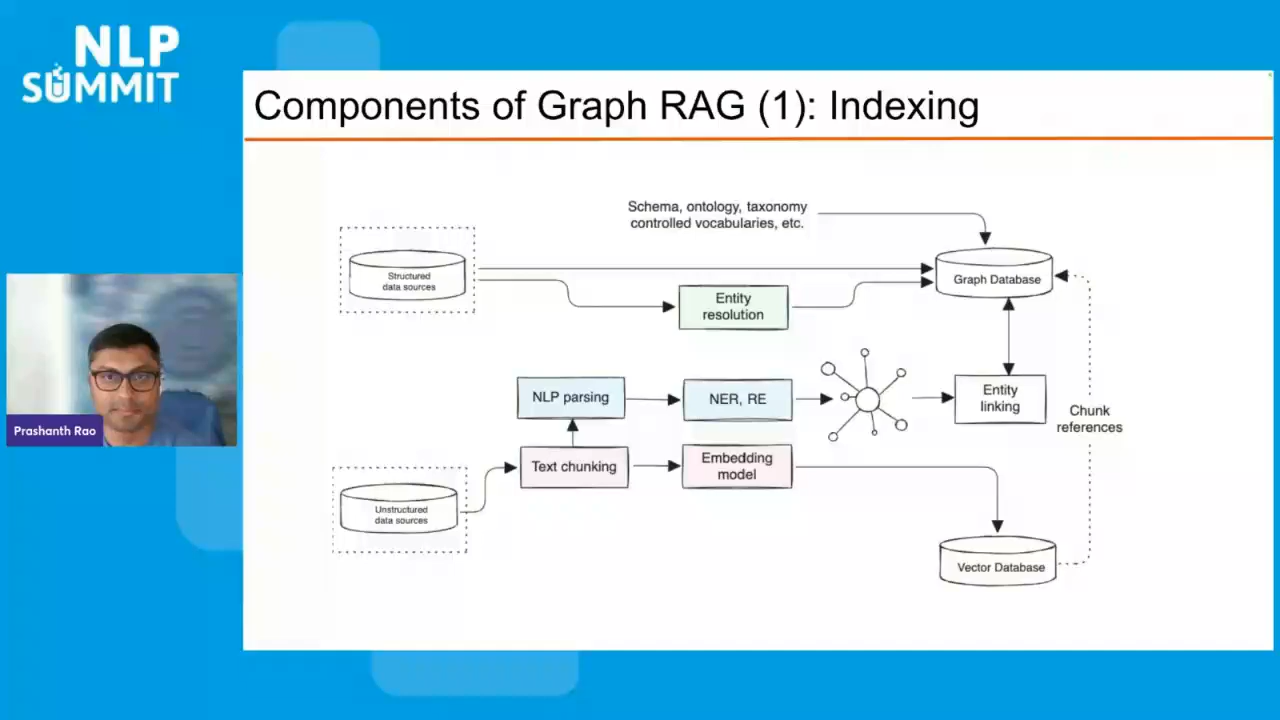 NLP
SUMMIT
Components of Graph RAG (1): Indexing
Schema, ontology, taxonomy
controlled vocabularies, etc.
Structured
data sources
Graph Database
Entity
resolution
NLP parsing
NER, RE
Entity
linking
Chunk
references
Text chunking
Embedding
model
Unstructured
data sources
Vector Database
Prashanth Rao